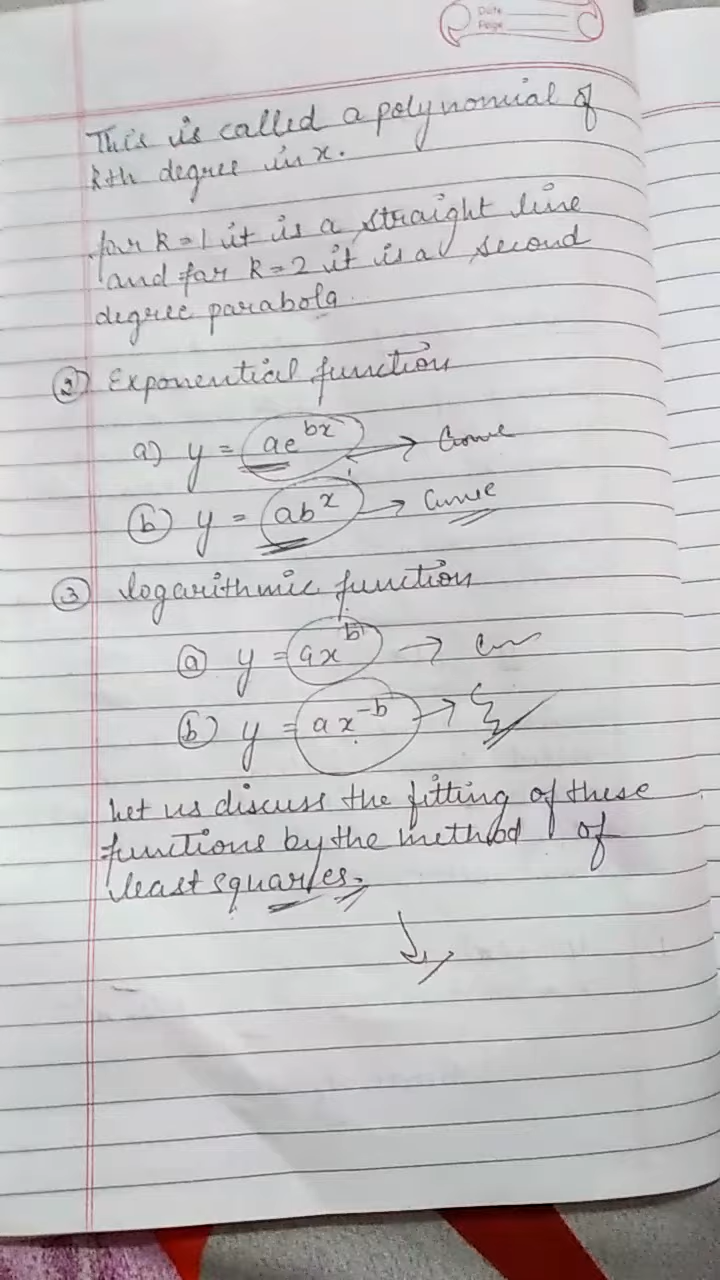 Date
Page
This is called a polynomial of
kth degree in x.
for k=1 it is a straight line
and for k=2 it is a second
degree parabola.
② Exponential function
a) y = ae^{bx} → Curve
ⓑ y = ab^x → Curve
③ logarithmic function
ⓐ y = ax^b →
ⓑ y = ax^{-b} →
Let us discuss the fitting of these
functions by the method of
least squares.